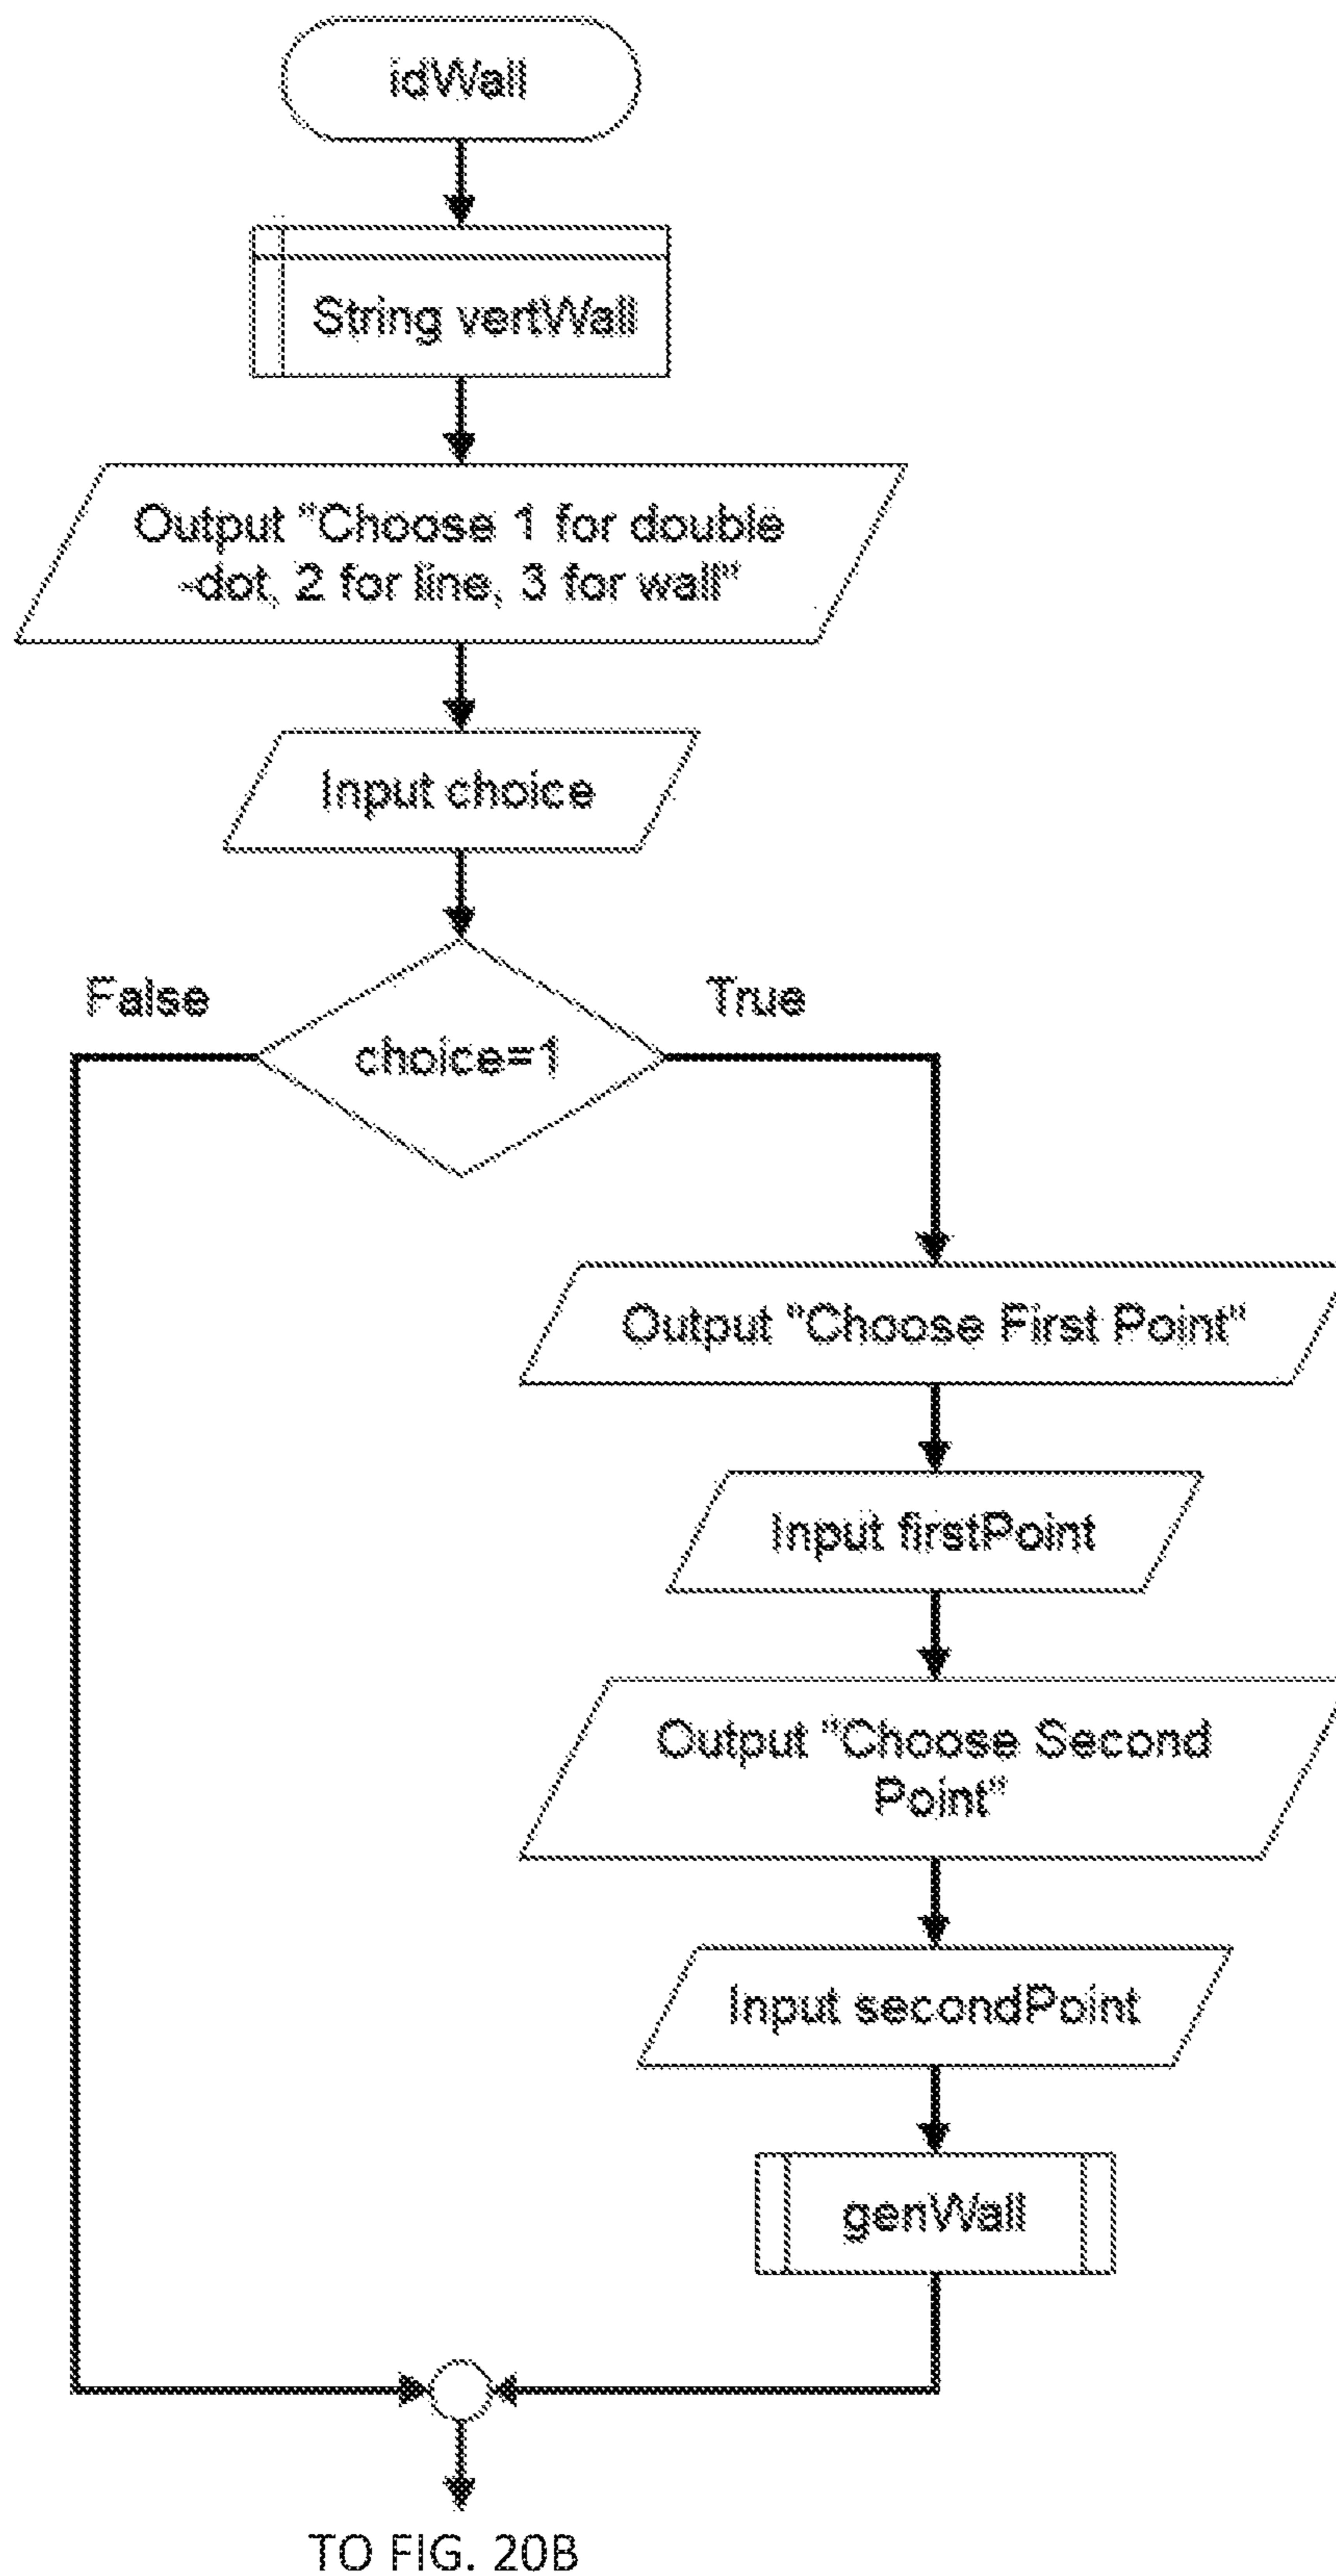 idWall
String vertWall
Output "Choose 1 for double
-dot, 2 for line, 3 for wall"
Input choice
False
True
choice=1
Output "Choose First Point"
Input firstPoint
Output "Choose Second
Point"
Input secondPoint
genWall
TO FIG. 20B